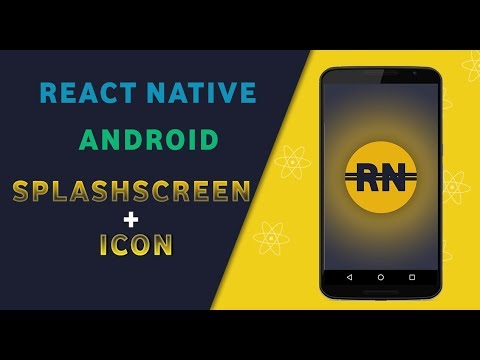 REACT NATIVE
ANDROID
SPLASHSCREEN
+
ICON
RN